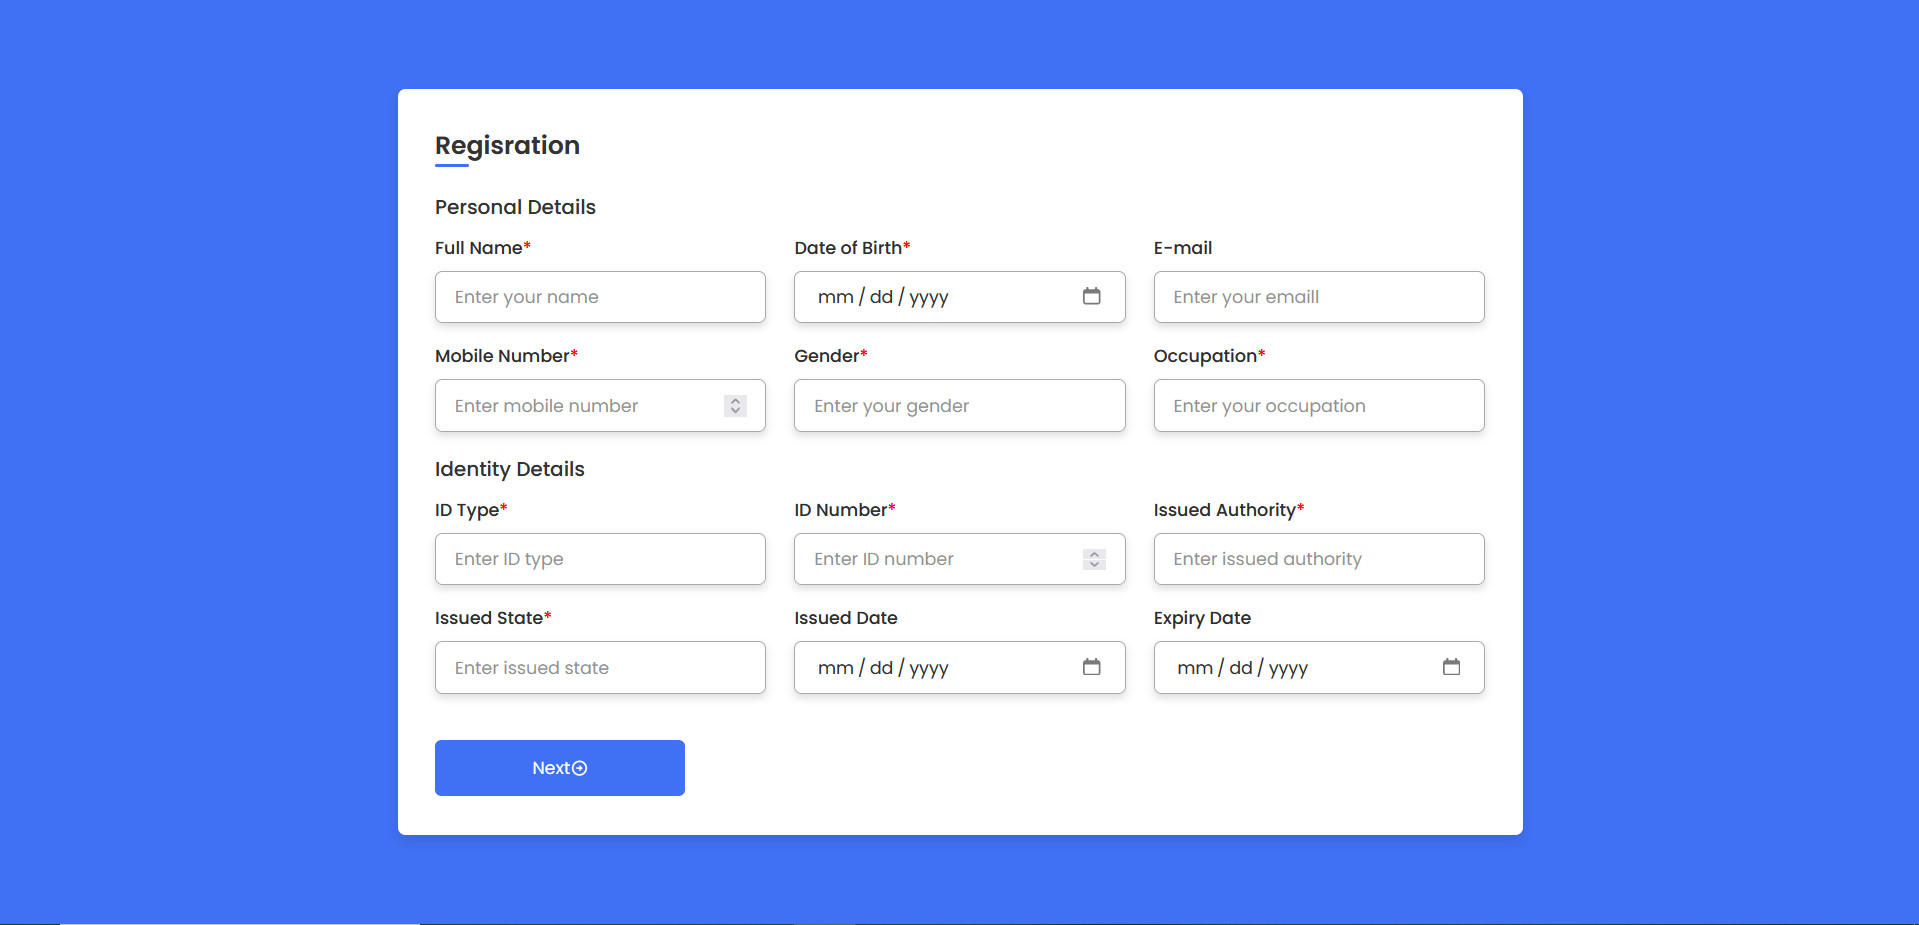 Regisration
Personal Details
Full Name* Date of Birth* E-mail
Enter your name mm / dd / yyyy Enter your emaill
Mobile Number* Gender* Occupation*
Enter mobile number Enter your gender Enter your occupation
Identity Details
ID Type* ID Number* Issued Authority*
Enter ID type Enter ID number Enter issued authority
Issued State* Issued Date Expiry Date
Enter issued state mm / dd / yyyy mm / dd / yyyy
Next